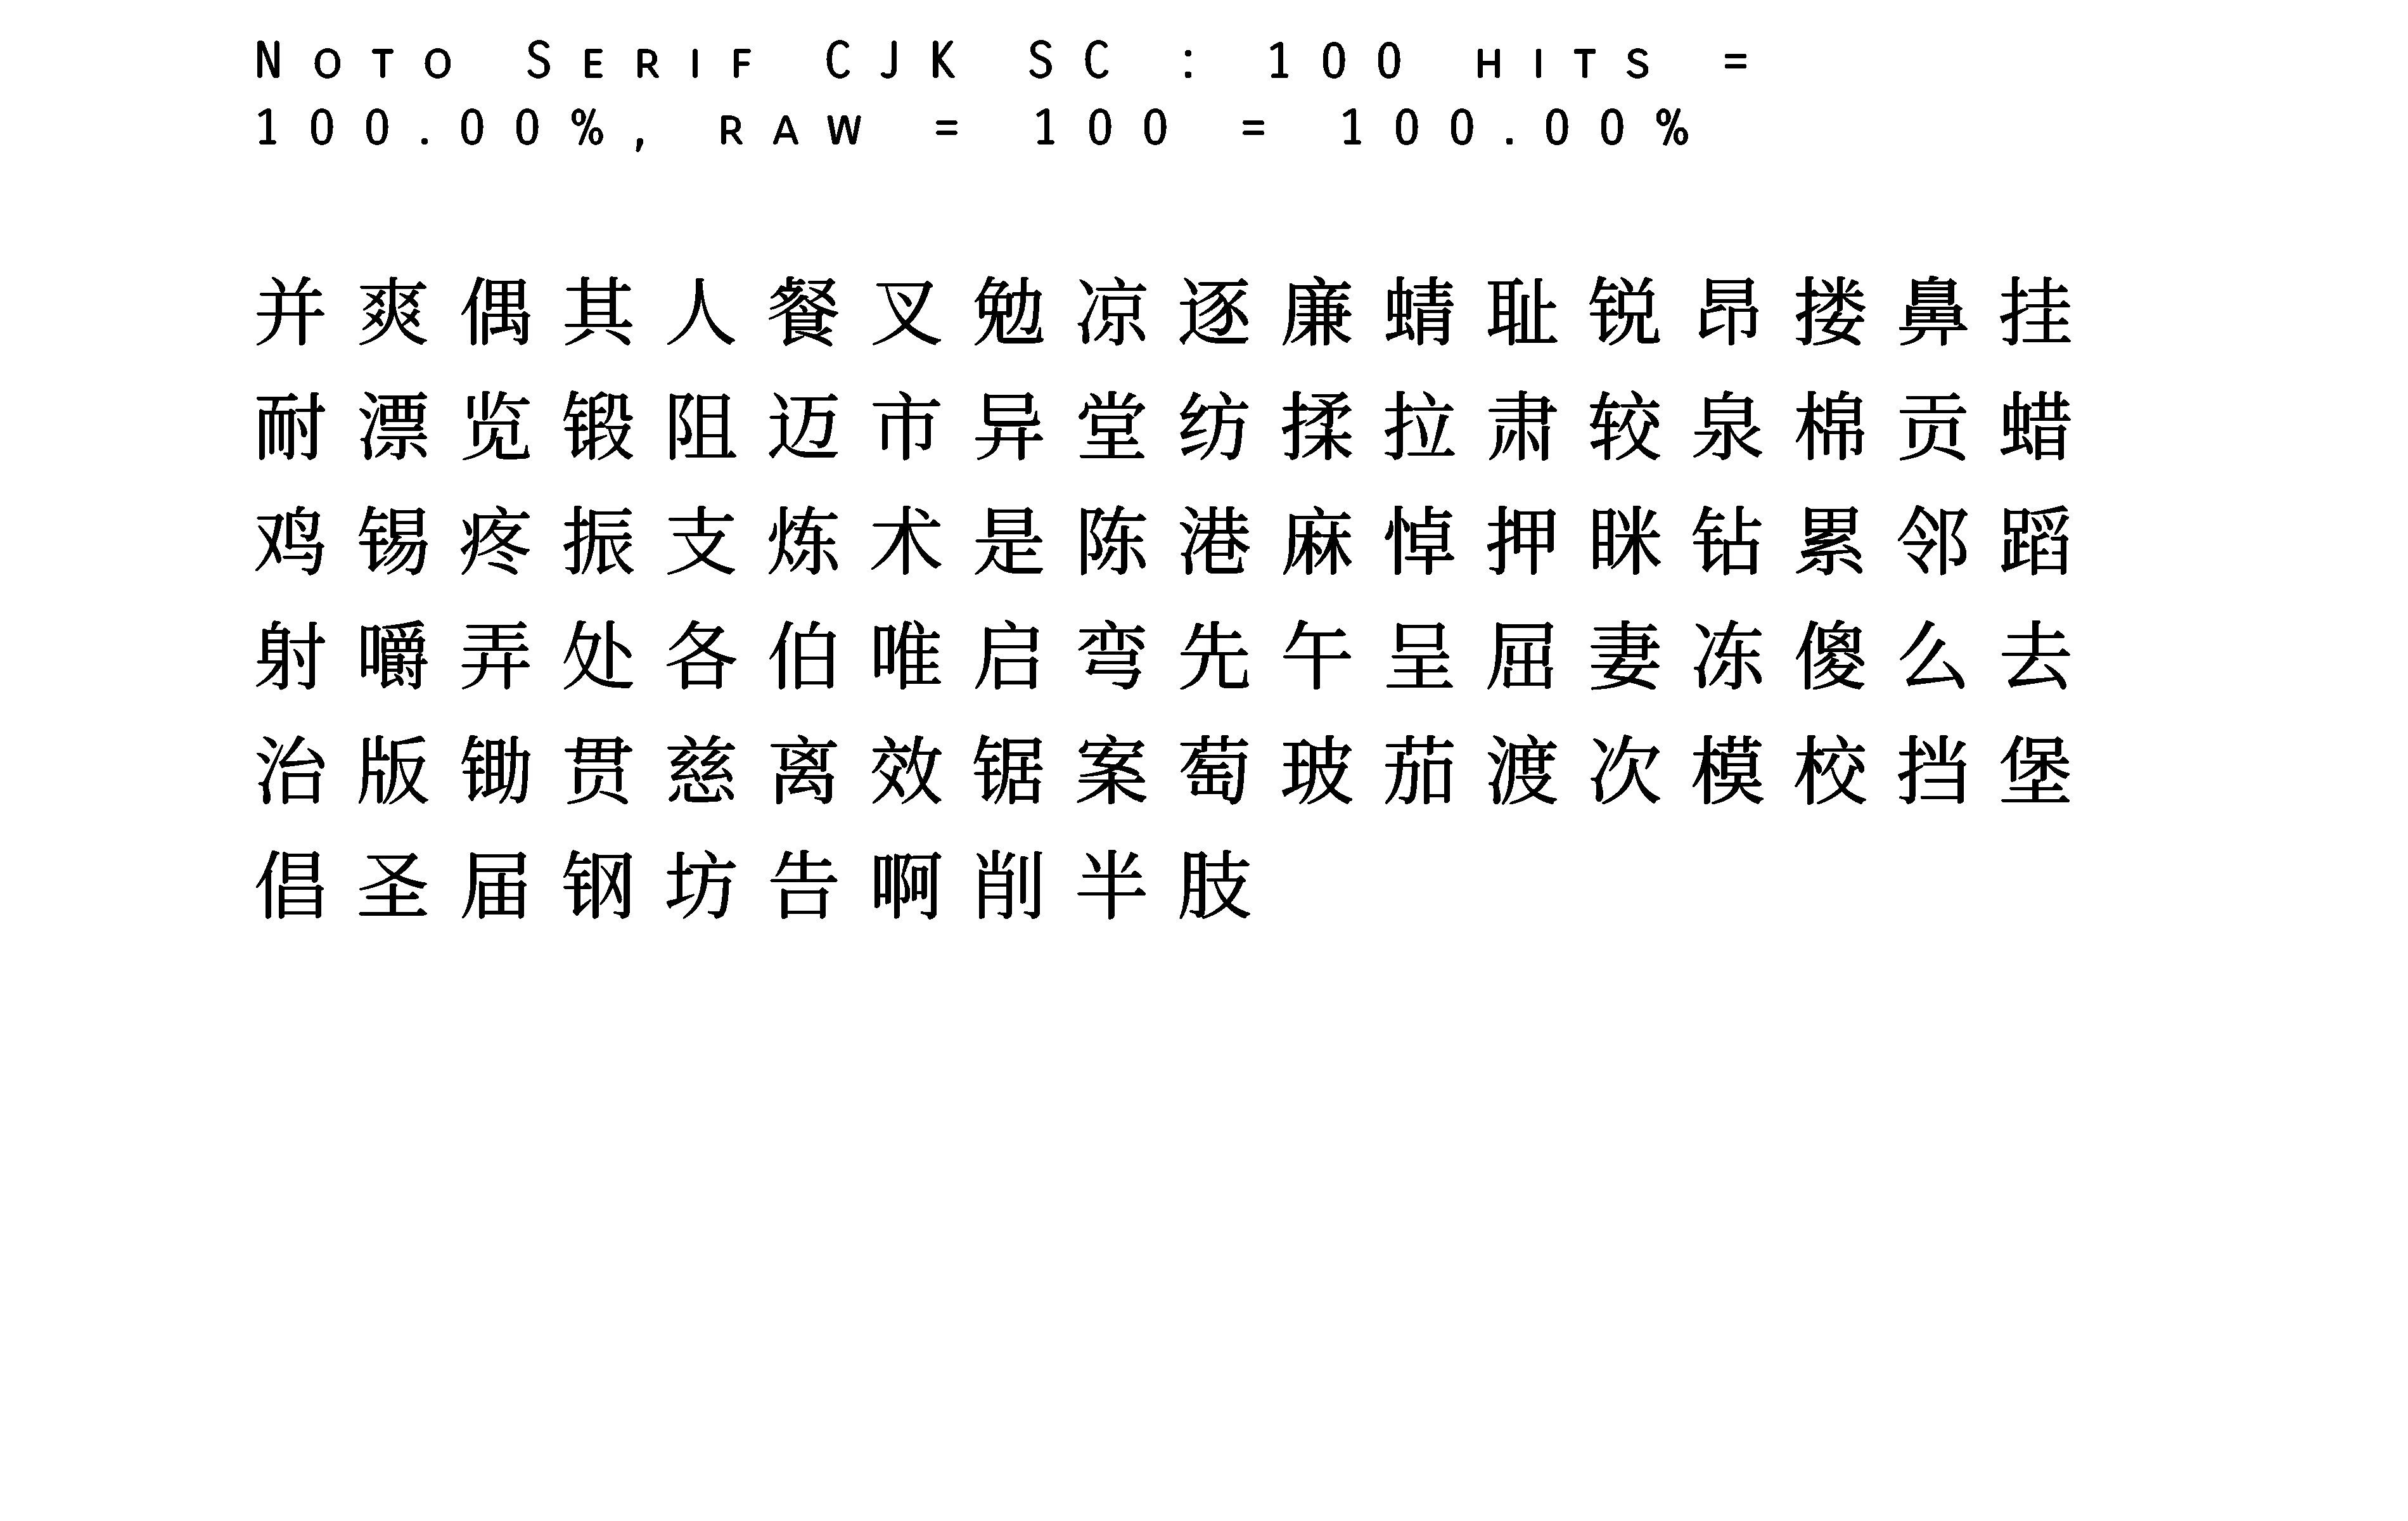 Noto Serif CJK SC : 100 hits =
100.00%, raw = 100 = 100.00%
并爽偶其人餐叉勉凉逐廉蜻耻锐昂搂鼻挂
耐漂览锻阻迈市异堂纺揉拉肃较泉棉贡蜡
鸡锡疼振支炼术是陈港麻悼押眯钻累邻蹈
射嚼弄处各伯唯启弯先午呈屈妻冻傻么去
治版锄贯慈离效锯案萄玻茄渡次模校挡堡
倡圣届钢坊告啊削半肢